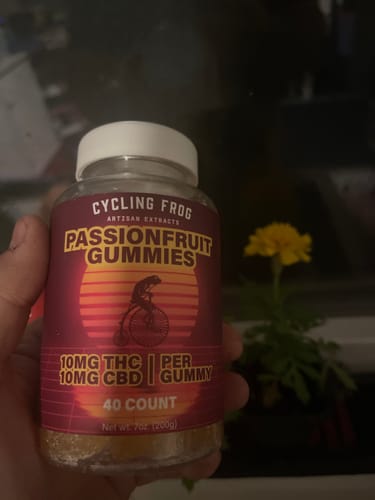 CYCLING FROG
ARTISAN EXTRACTS
PASSIONFRUIT
GUMMIES
10MG THC | PER
10MG CBD | GUMMY
40 COUNT
Net wt. 7oz. (200g)